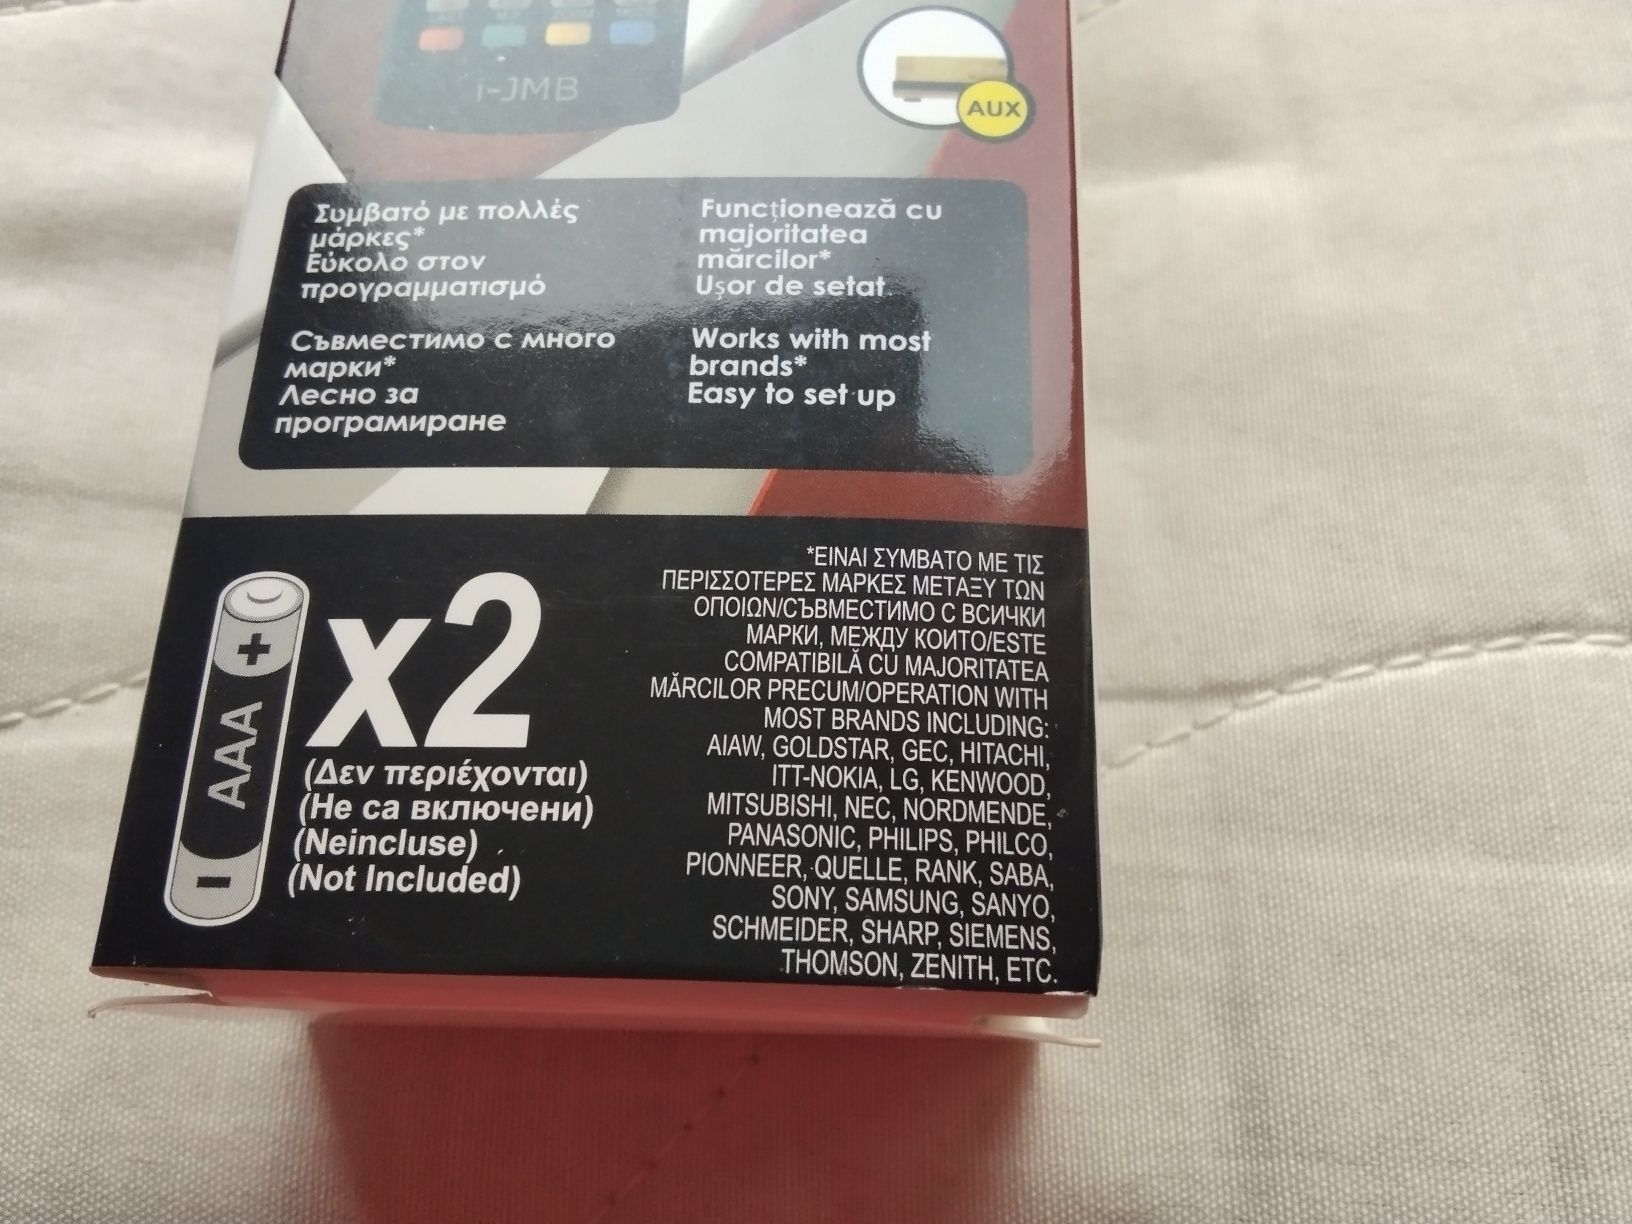 i-JMB
AUX
Συμβατό με πολλές
μάρκες*
Εύκολο στον
προγραμματισμό
Съвместимо с много
марки*
Лесно за
програмиране
Funcționează cu
majoritatea
mărcilor*
Ușor de setat
Works with most
brands*
Easy to set up
AAA
+
-
x2
(Δεν περιέχονται)
(Не са включени)
(Neincluse)
(Not Included)
*ΕΙΝΑΙ ΣΥΜΒΑΤΟ ΜΕ ΤΙΣ
ΠΕΡΙΣΣΟΤΕΡΕΣ ΜΑΡΚΕΣ ΜΕΤΑΞΥ ΤΩΝ
ΟΠΟΙΩΝ/СЪВМЕСТИМО С ВСИЧКИ
МАРКИ, МЕЖДУ КОИТО/ESTE
COMPATIBILĂ CU MAJORITATEA
MĂRCILOR PRECUM/OPERATION WITH
MOST BRANDS INCLUDING:
AIAW, GOLDSTAR, GEC, HITACHI,
ITT-NOKIA, LG, KENWOOD,
MITSUBISHI, NEC, NORDMENDE,
PANASONIC, PHILIPS, PHILCO,
PIONNEER, QUELLE, RANK, SABA,
SONY, SAMSUNG, SANYO,
SCHMEIDER, SHARP, SIEMENS,
THOMSON, ZENITH, ETC.